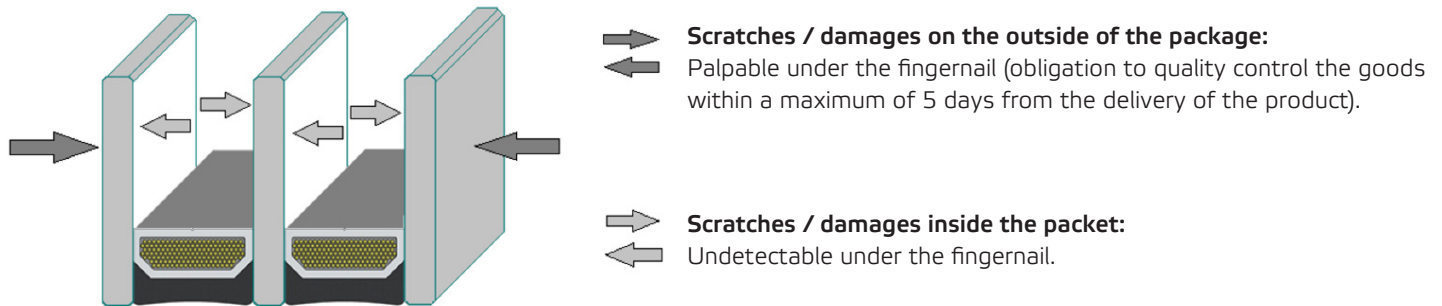 Scratches / damages on the outside of the package:
Palpable under the fingernail (obligation to quality control the goods
within a maximum of 5 days from the delivery of the product).
Scratches / damages inside the packet:
Undetectable under the fingernail.